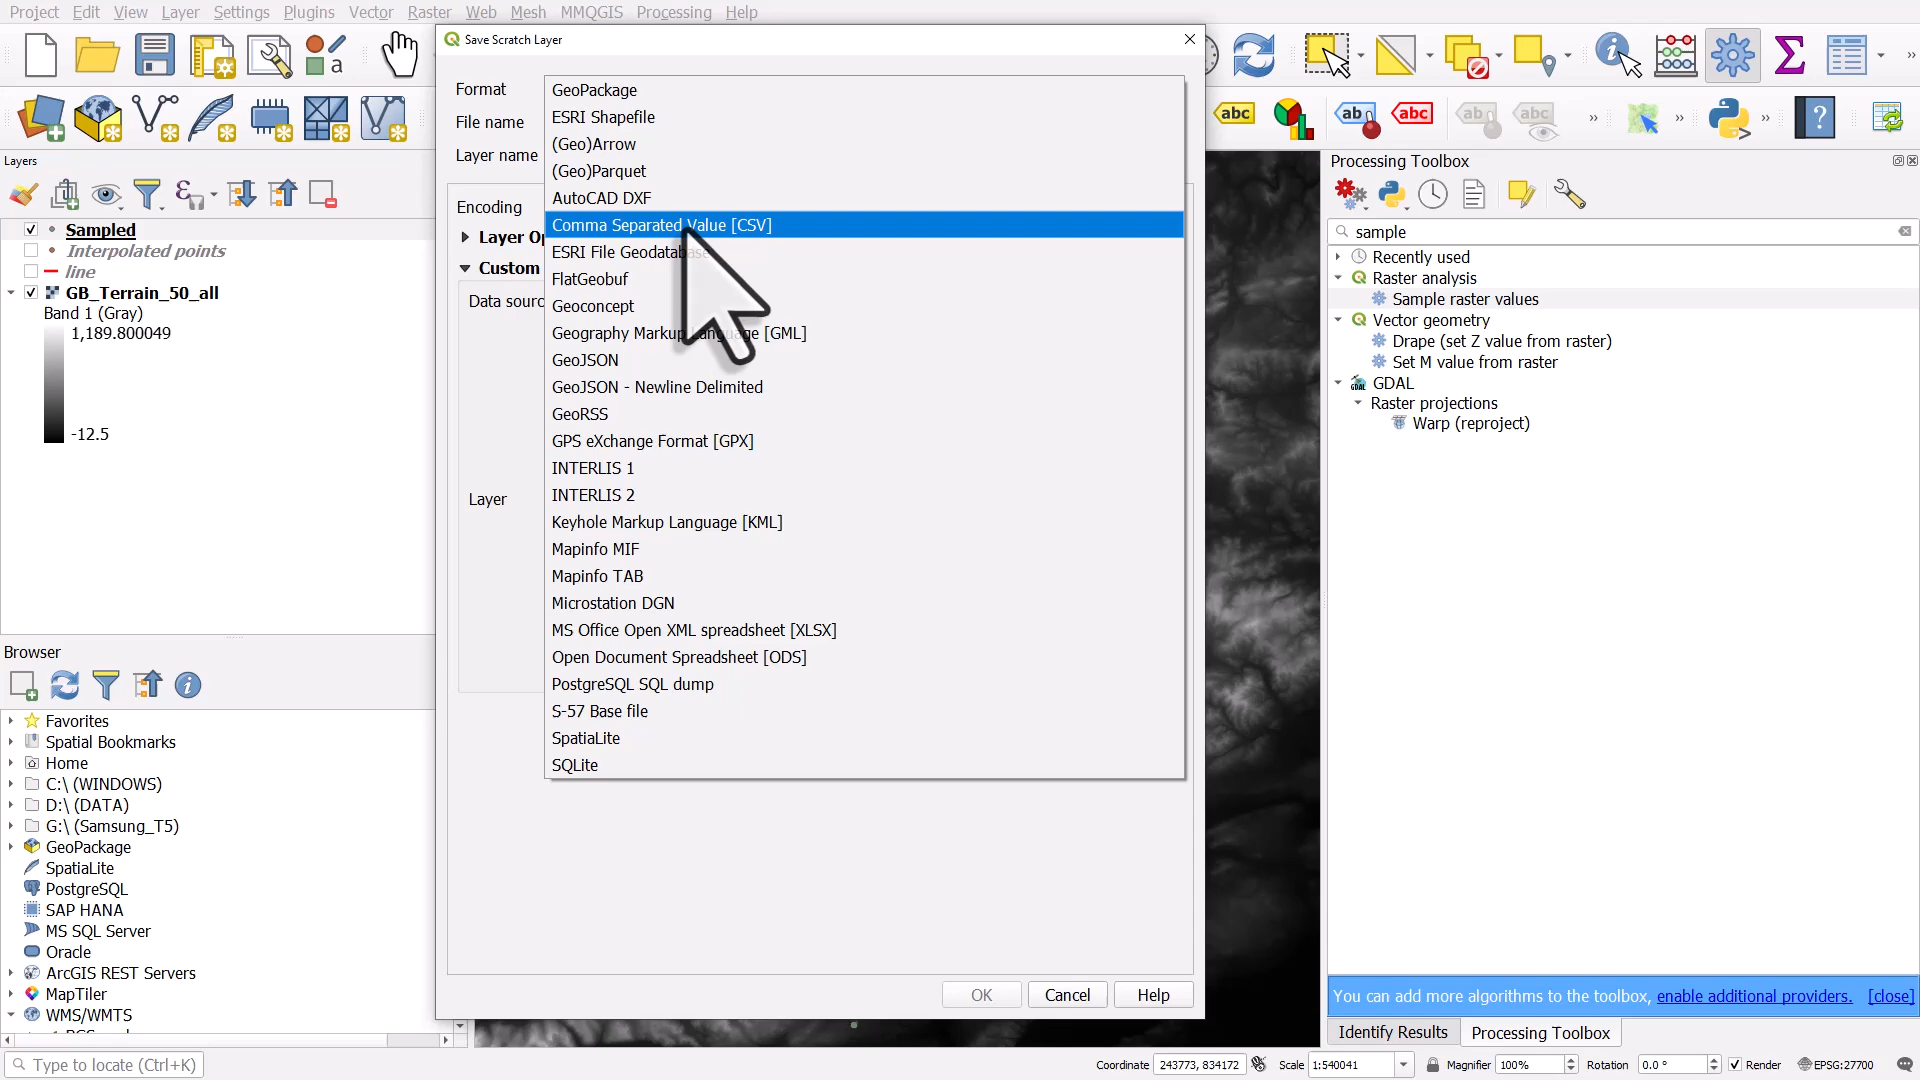 Project Edit View Layer Settings Plugins Vector Raster Web Mesh MMQGIS Processing Help
Save Scratch Layer
Format
File name
Layer name
Encoding
Layer Op
Custom
Data sourc
Layer
GeoPackage
ESRI Shapefile
(Geo)Arrow
(Geo)Parquet
AutoCAD DXF
Comma Separated Value [CSV]
ESRI File Geodatabase
FlatGeobuf
Geoconcept
Geography Markup Language [GML]
GeoJSON
GeoJSON - Newline Delimited
GeoRSS
GPS eXchange Format [GPX]
INTERLIS 1
INTERLIS 2
Keyhole Markup Language [KML]
Mapinfo MIF
Mapinfo TAB
Microstation DGN
MS Office Open XML spreadsheet [XLSX]
Open Document Spreadsheet [ODS]
PostgreSQL SQL dump
S-57 Base file
SpatiaLite
SQLite
OK Cancel Help
a
abc abc abc abc abc
Layers
Sampled
Interpolated points
line
GB_Terrain_50_all
Band 1 (Gray)
1,189.800049
-12.5
Browser
Favorites
Spatial Bookmarks
Home
C:\ (WINDOWS)
D:\ (DATA)
G:\ (Samsung_T5)
GeoPackage
SpatiaLite
PostgreSQL
SAP HANA
MS SQL Server
Oracle
ArcGIS REST Servers
MapTiler
WMS/WMTS
Processing Toolbox
sample
Recently used
Raster analysis
Sample raster values
Vector geometry
Drape (set Z value from raster)
Set M value from raster
GDAL
Raster projections
Warp (reproject)
You can add more algorithms to the toolbox, enable additional providers. [close]
Identify Results Processing Toolbox
Type to locate (Ctrl+K)
Coordinate 243773, 834172 Scale 1:540041 Magnifier 100% Rotation 0.0 ° Render EPSG:27700